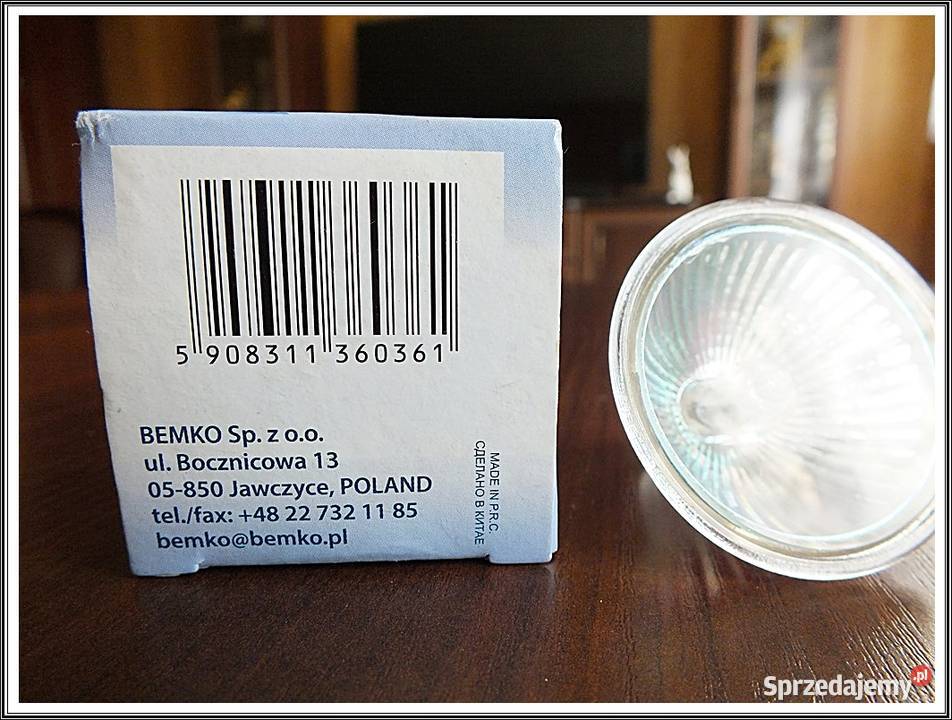 5 908311 360361
BEMKO Sp. z o.o.
ul. Bocznicowa 13
05-850 Jawczyce, POLAND
tel./fax: +48 22 732 11 85
bemko@bemko.pl
MADE IN P.R.C.
СДЕЛАНО В КИТАЕ
Sprzedajemy.pl